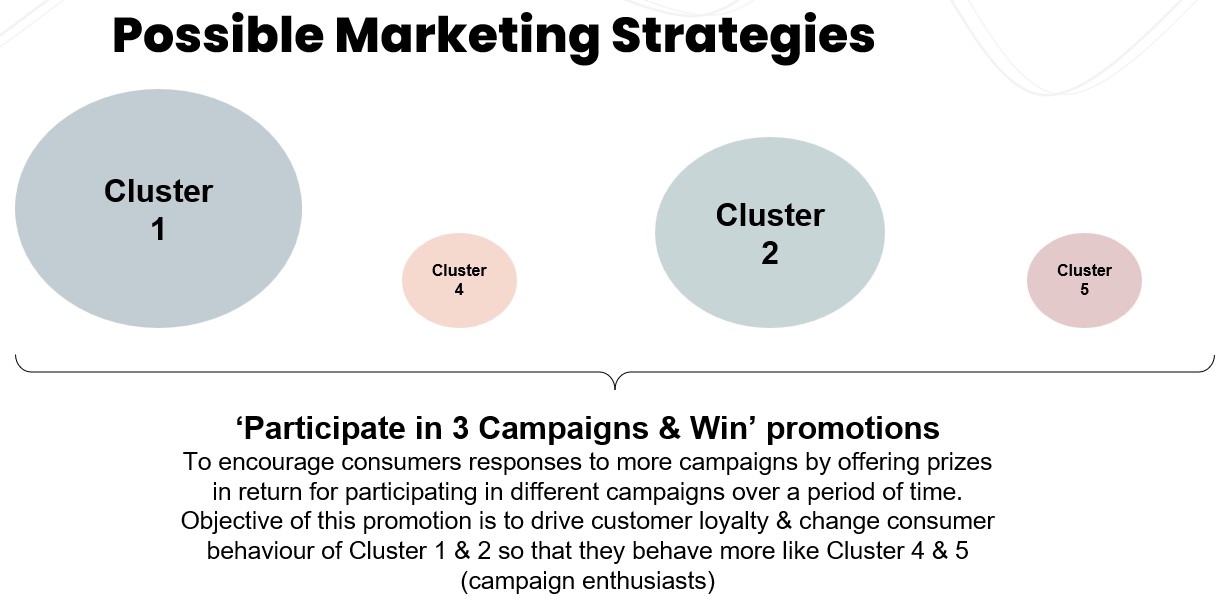 Possible Marketing Strategies
Cluster
1
Cluster
4
Cluster
2
Cluster
5
‘Participate in 3 Campaigns & Win’ promotions
To encourage consumers responses to more campaigns by offering prizes
in return for participating in different campaigns over a period of time.
Objective of this promotion is to drive customer loyalty & change consumer
behaviour of Cluster 1 & 2 so that they behave more like Cluster 4 & 5
(campaign enthusiasts)